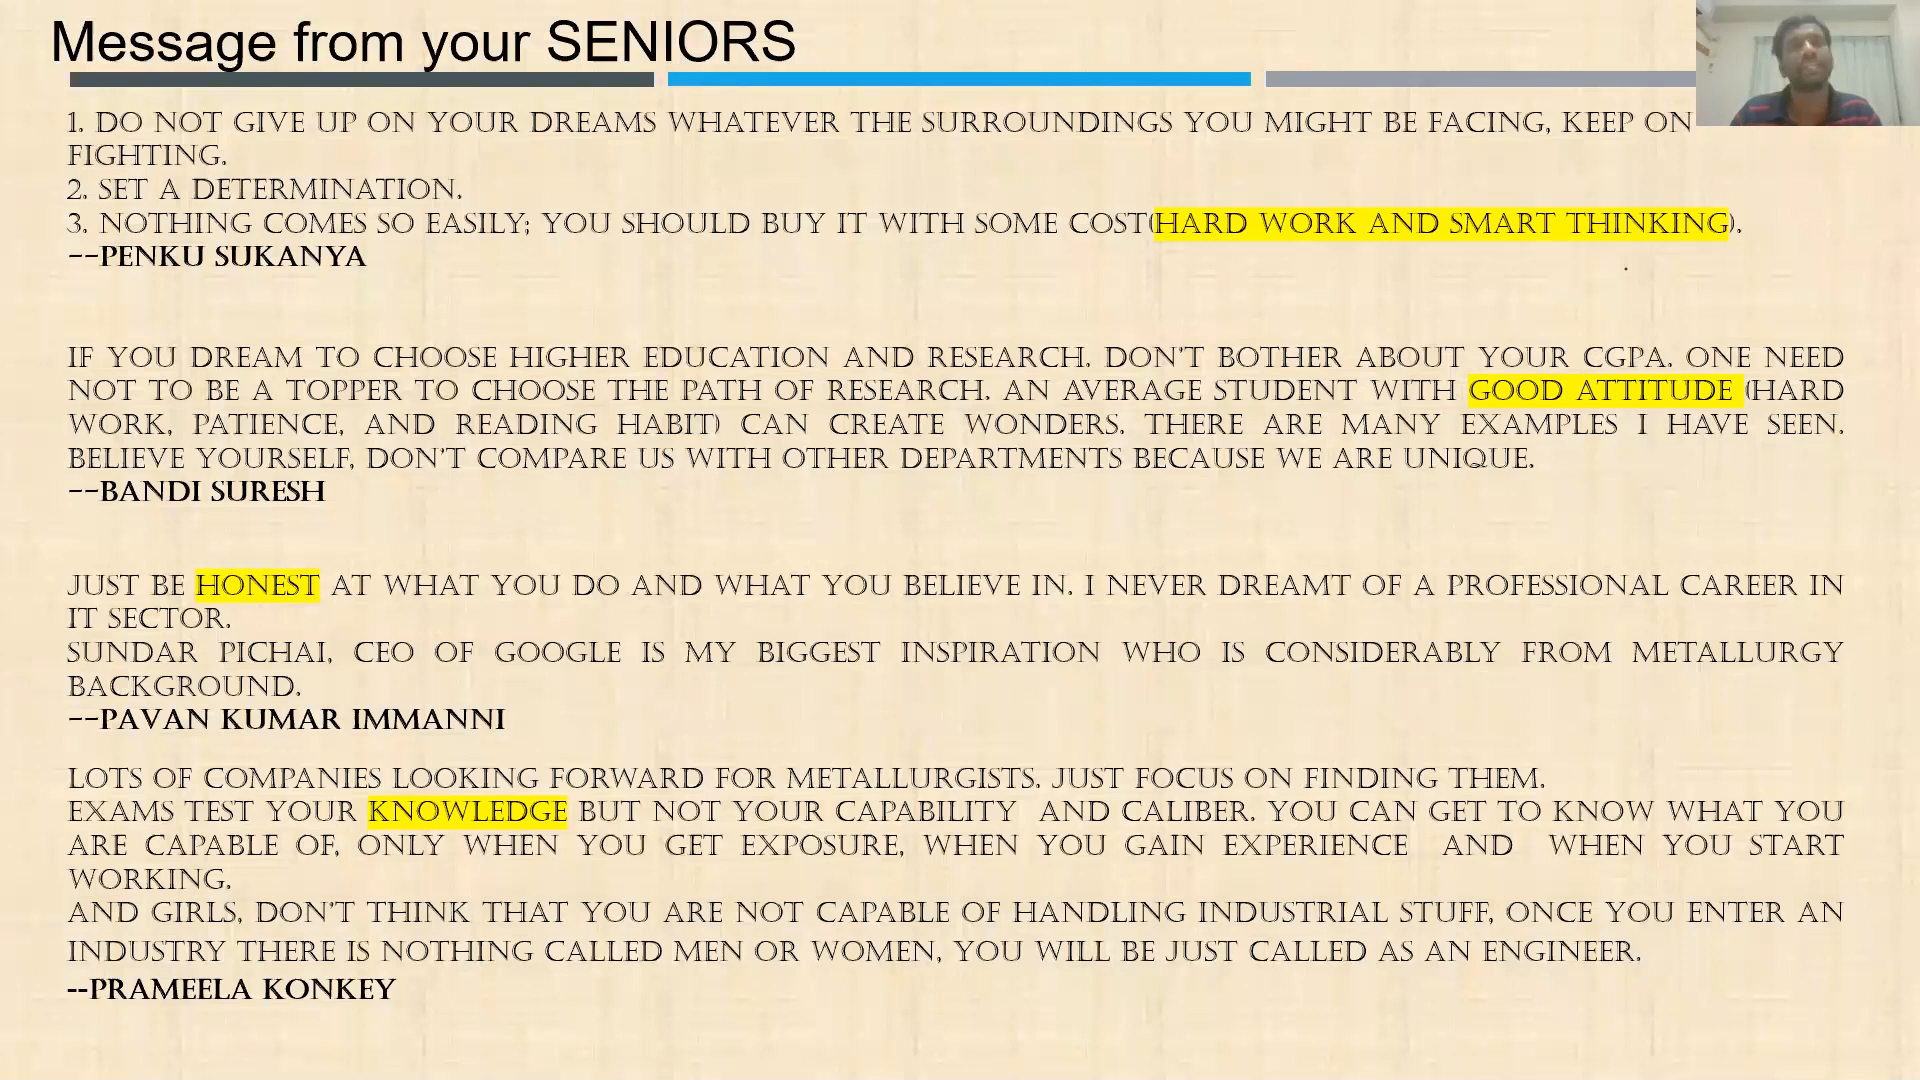 Message from your SENIORS
1. DO NOT GIVE UP ON YOUR DREAMS WHATEVER THE SURROUNDINGS YOU MIGHT BE FACING, KEEP ON
FIGHTING.
2. SET A DETERMINATION.
3. NOTHING COMES SO EASILY; YOU SHOULD BUY IT WITH SOME COST(HARD WORK AND SMART THINKING).
--PENKU SUKANYA
IF YOU DREAM TO CHOOSE HIGHER EDUCATION AND RESEARCH. DON'T BOTHER ABOUT YOUR CGPA. ONE NEED
NOT TO BE A TOPPER TO CHOOSE THE PATH OF RESEARCH. AN AVERAGE STUDENT WITH GOOD ATTITUDE (HARD
WORK, PATIENCE, AND READING HABIT) CAN CREATE WONDERS. THERE ARE MANY EXAMPLES I HAVE SEEN.
BELIEVE YOURSELF, DON'T COMPARE US WITH OTHER DEPARTMENTS BECAUSE WE ARE UNIQUE.
--BANDI SURESH
JUST BE HONEST AT WHAT YOU DO AND WHAT YOU BELIEVE IN. I NEVER DREAMT OF A PROFESSIONAL CAREER IN
IT SECTOR.
SUNDAR PICHAI, CEO OF GOOGLE IS MY BIGGEST INSPIRATION WHO IS CONSIDERABLY FROM METALLURGY
BACKGROUND.
--PAVAN KUMAR IMMANNI
LOTS OF COMPANIES LOOKING FORWARD FOR METALLURGISTS. JUST FOCUS ON FINDING THEM.
EXAMS TEST YOUR KNOWLEDGE BUT NOT YOUR CAPABILITY AND CALIBER. YOU CAN GET TO KNOW WHAT YOU
ARE CAPABLE OF, ONLY WHEN YOU GET EXPOSURE, WHEN YOU GAIN EXPERIENCE AND WHEN YOU START
WORKING.
AND GIRLS, DON'T THINK THAT YOU ARE NOT CAPABLE OF HANDLING INDUSTRIAL STUFF, ONCE YOU ENTER AN
INDUSTRY THERE IS NOTHING CALLED MEN OR WOMEN, YOU WILL BE JUST CALLED AS AN ENGINEER.
--PRAMEELA KONKEY